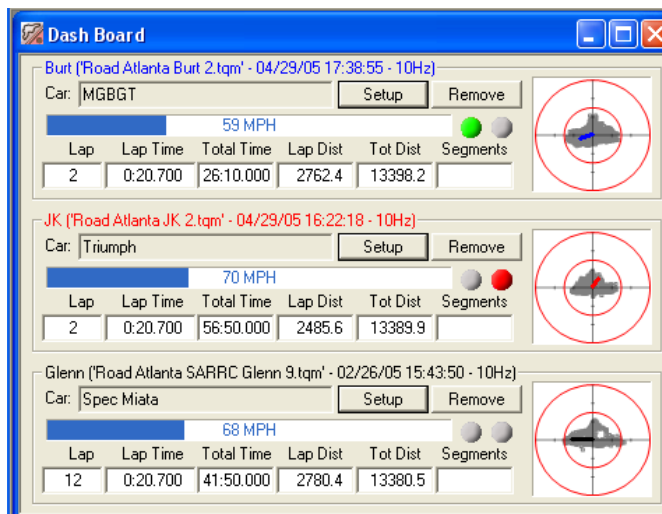 Dash Board
Burt ('Road Atlanta Burt 2.tqm' - 04/29/05 17:38:55 - 10Hz)
Car: MGBGT Setup Remove
59 MPH
Lap Lap Time Total Time Lap Dist Tot Dist Segments
2 0:20.700 26:10.000 2762.4 13398.2
JK ('Road Atlanta JK 2.tqm' - 04/29/05 16:22:18 - 10Hz)
Car: Triumph Setup Remove
70 MPH
Lap Lap Time Total Time Lap Dist Tot Dist Segments
2 0:20.700 56:50.000 2485.6 13389.9
Glenn ('Road Atlanta SARRC Glenn 9.tqm' - 02/26/05 15:43:50 - 10Hz)
Car: Spec Miata Setup Remove
68 MPH
Lap Lap Time Total Time Lap Dist Tot Dist Segments
12 0:20.700 41:50.000 2780.4 13380.5